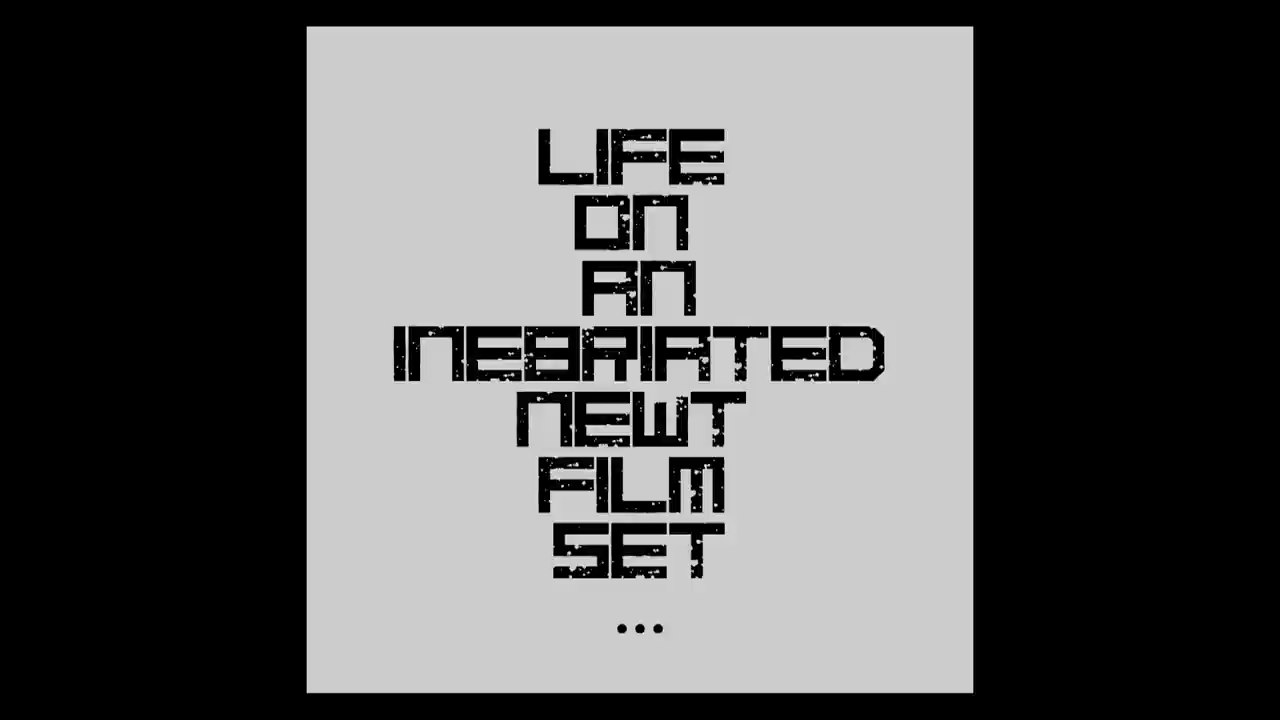 LIFE
ON
AN
INEBRIATED
NEWT
FILM
SET
...